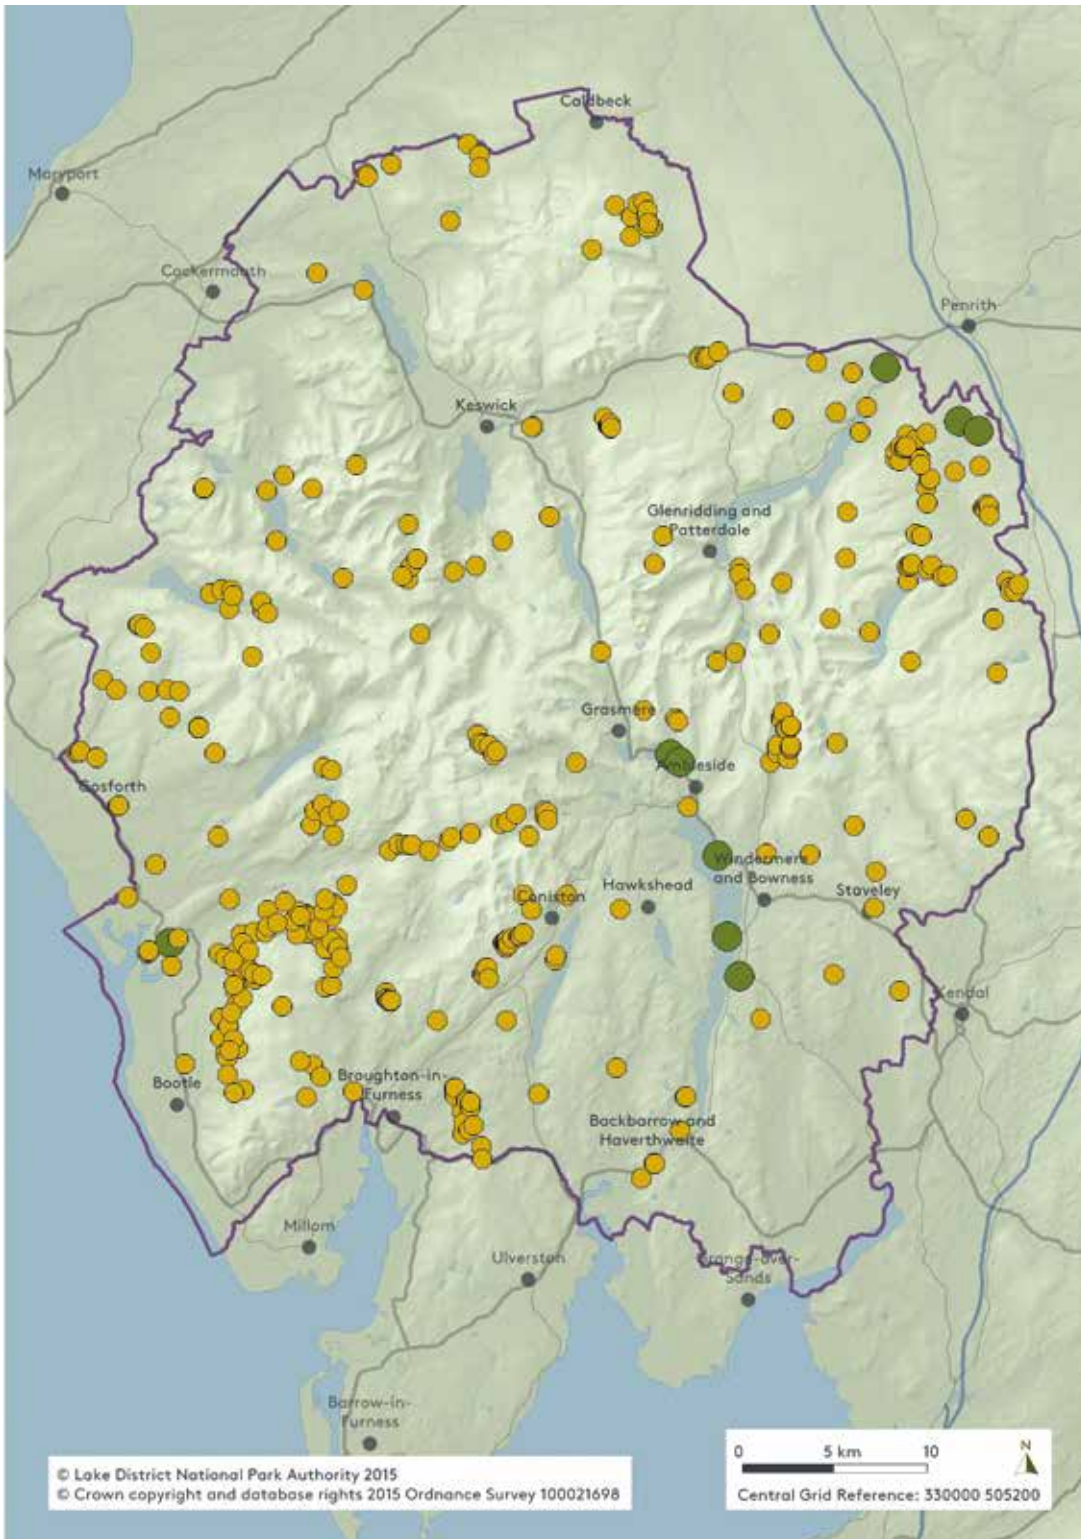 Caldbeck
Maryport
Cockermouth
Penrith
Keswick
Glenridding and
Patterdale
Grasmere
Ambleside
Gosforth
Windermere
and Bowness
Hawkshead
Staveley
Coniston
Kendal
Bootle
Broughton-in-
Furness
Backbarrow and
Haverthwaite
Millom
Ulverston
Grange-over-
Sands
Barrow-in-
Furness
© Lake District National Park Authority 2015
© Crown copyright and database rights 2015 Ordnance Survey 100021698
0 5 km 10
N
Central Grid Reference: 330000 505200